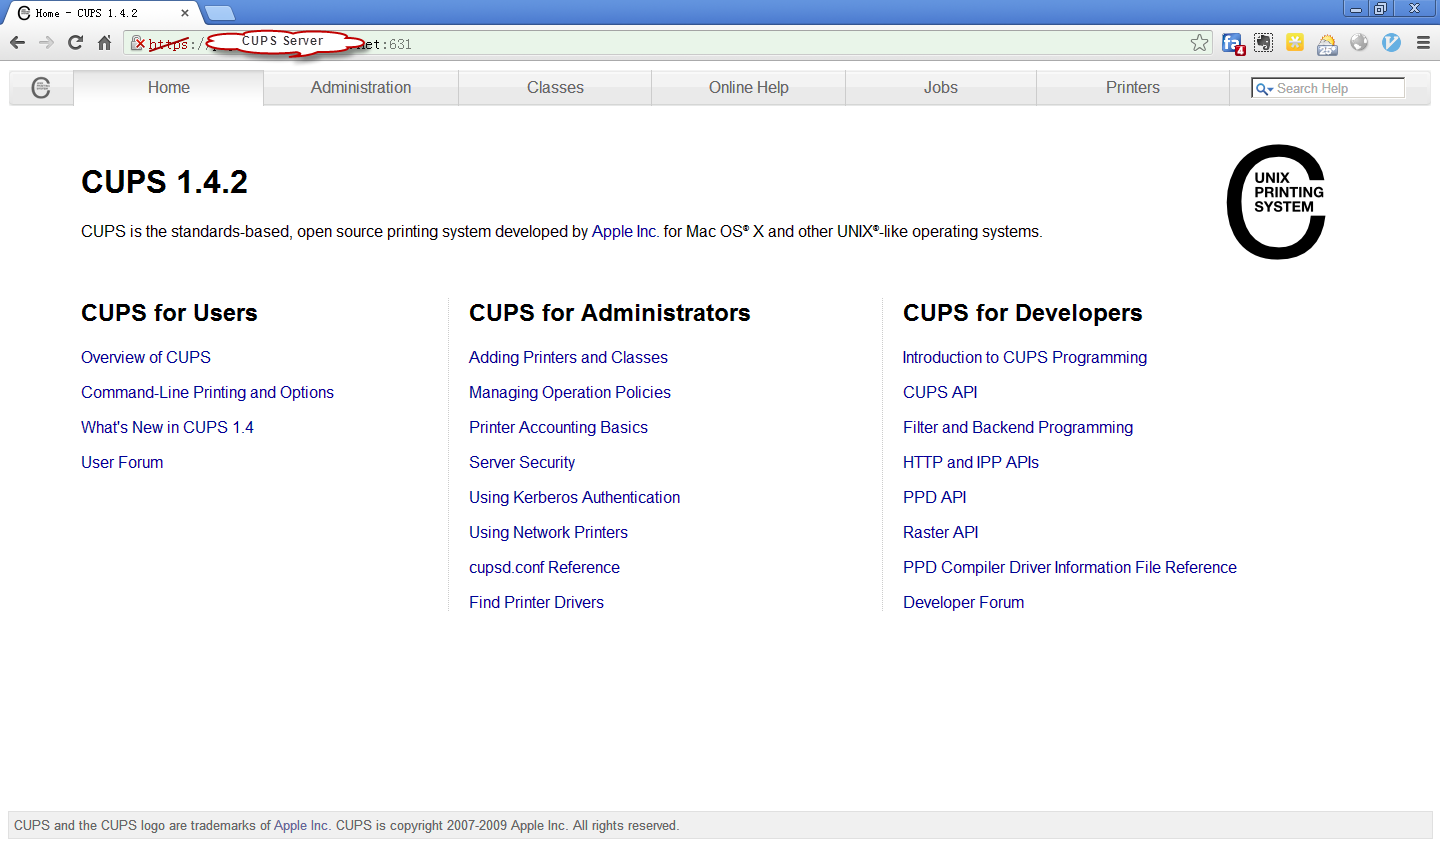 Home - CUPS 1.4.2
https:// CUPS Server et:631
4
25°
UNIX PRINTING SYSTEM
Home
Administration
Classes
Online Help
Jobs
Printers
Search Help
CUPS 1.4.2
UNIX
PRINTING
SYSTEM
CUPS is the standards-based, open source printing system developed by Apple Inc. for Mac OS® X and other UNIX®-like operating systems.
CUPS for Users
Overview of CUPS
Command-Line Printing and Options
What's New in CUPS 1.4
User Forum
CUPS for Administrators
Adding Printers and Classes
Managing Operation Policies
Printer Accounting Basics
Server Security
Using Kerberos Authentication
Using Network Printers
cupsd.conf Reference
Find Printer Drivers
CUPS for Developers
Introduction to CUPS Programming
CUPS API
Filter and Backend Programming
HTTP and IPP APIs
PPD API
Raster API
PPD Compiler Driver Information File Reference
Developer Forum
CUPS and the CUPS logo are trademarks of Apple Inc. CUPS is copyright 2007-2009 Apple Inc. All rights reserved.